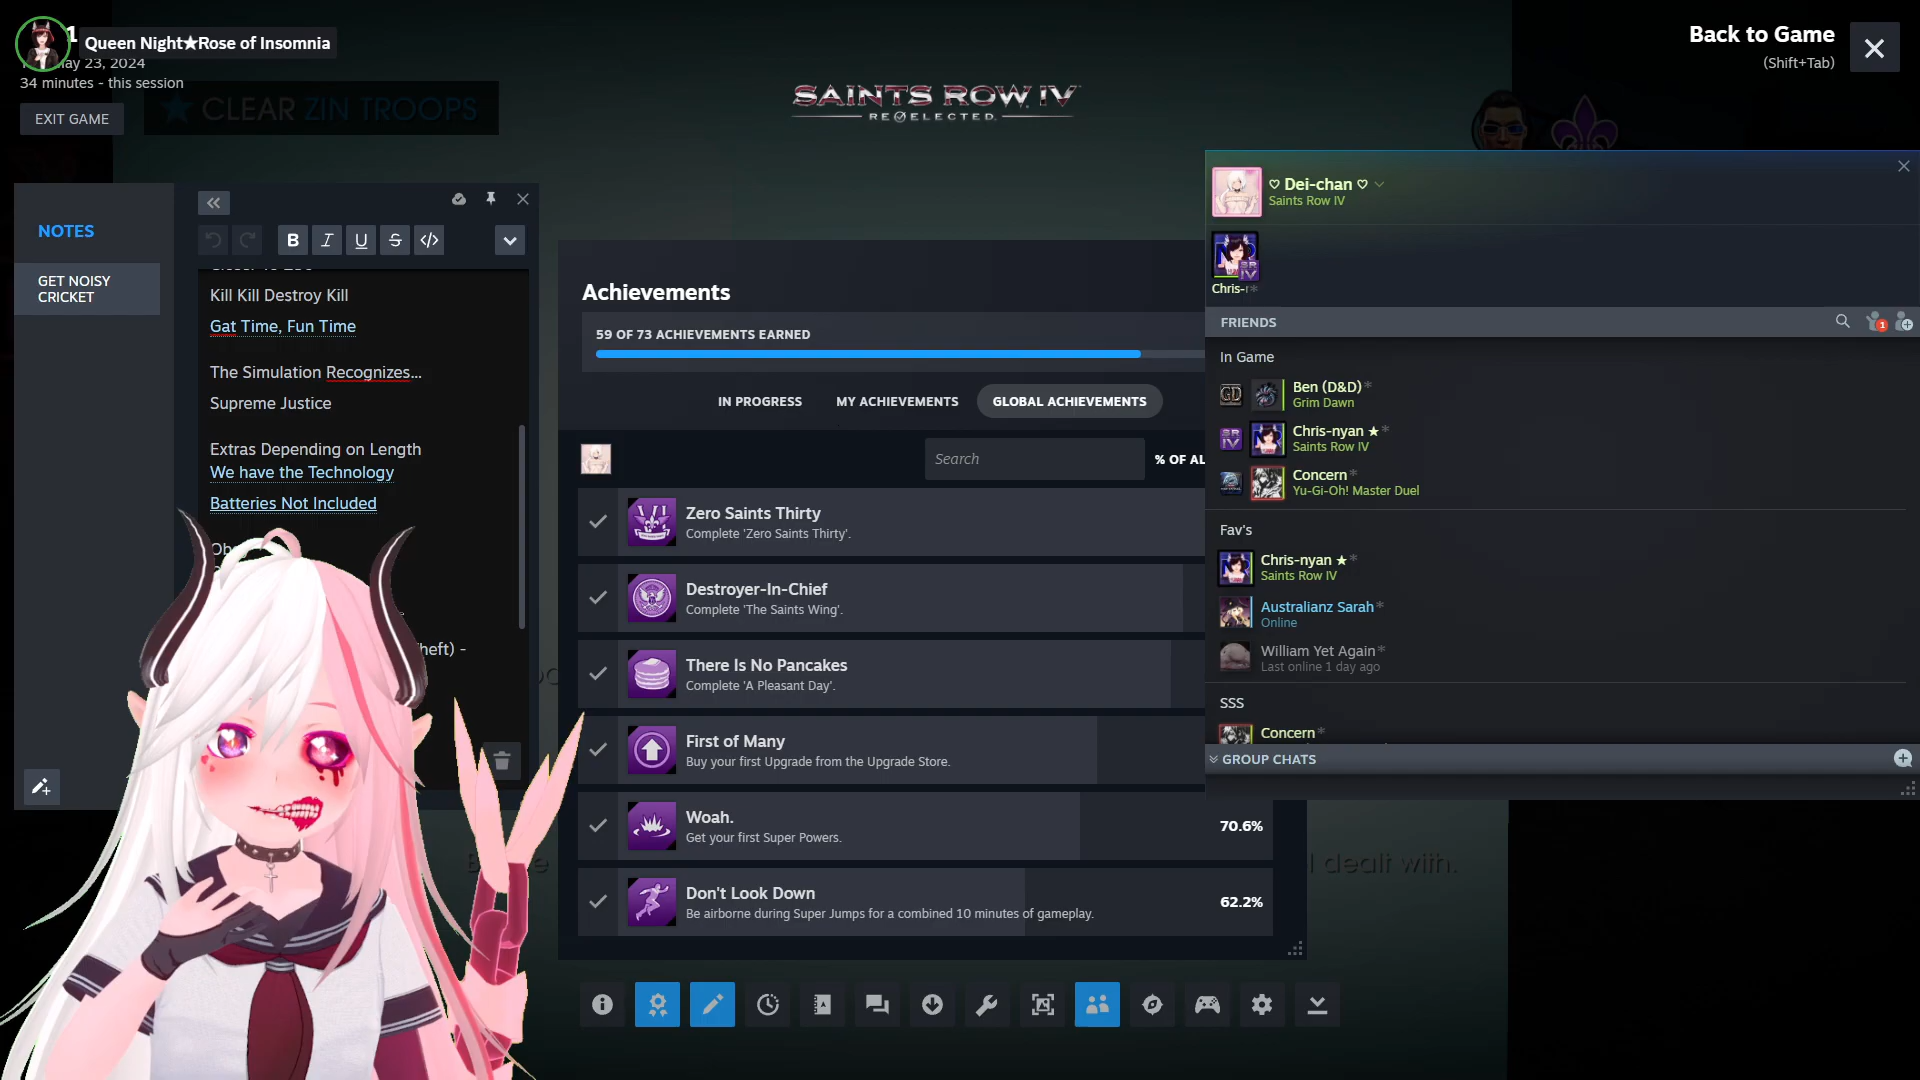 Queen Night★Rose of Insomnia
May 23, 2024
34 minutes - this session
EXIT GAME
CLEAR ZIN TROOPS
SAINTS ROW IV
RE-ELECTED
Back to Game
(Shift+Tab)
NOTES
GET NOISY
CRICKET
B I U S </>
Kill Kill Destroy Kill
Gat Time, Fun Time
The Simulation Recognizes...
Supreme Justice
Extras Depending on Length
We have the Technology
Batteries Not Included
heft) -
Achievements
59 OF 73 ACHIEVEMENTS EARNED
IN PROGRESS
MY ACHIEVEMENTS
GLOBAL ACHIEVEMENTS
Search
% OF AL
Zero Saints Thirty
Complete 'Zero Saints Thirty'.
Destroyer-In-Chief
Complete 'The Saints Wing'.
There Is No Pancakes
Complete 'A Pleasant Day'.
First of Many
Buy your first Upgrade from the Upgrade Store.
Woah.
Get your first Super Powers.
70.6%
Don't Look Down
Be airborne during Super Jumps for a combined 10 minutes of gameplay.
62.2%
dealt with.
♡ Dei-chan ♡
Saints Row IV
Chris-
FRIENDS
1
In Game
Ben (D&D)*
Grim Dawn
Chris-nyan ★*
Saints Row IV
Concern*
Yu-Gi-Oh! Master Duel
Fav's
Chris-nyan ★*
Saints Row IV
Australianz Sarah*
Online
William Yet Again*
Last online 1 day ago
SSS
Concern*
GROUP CHATS